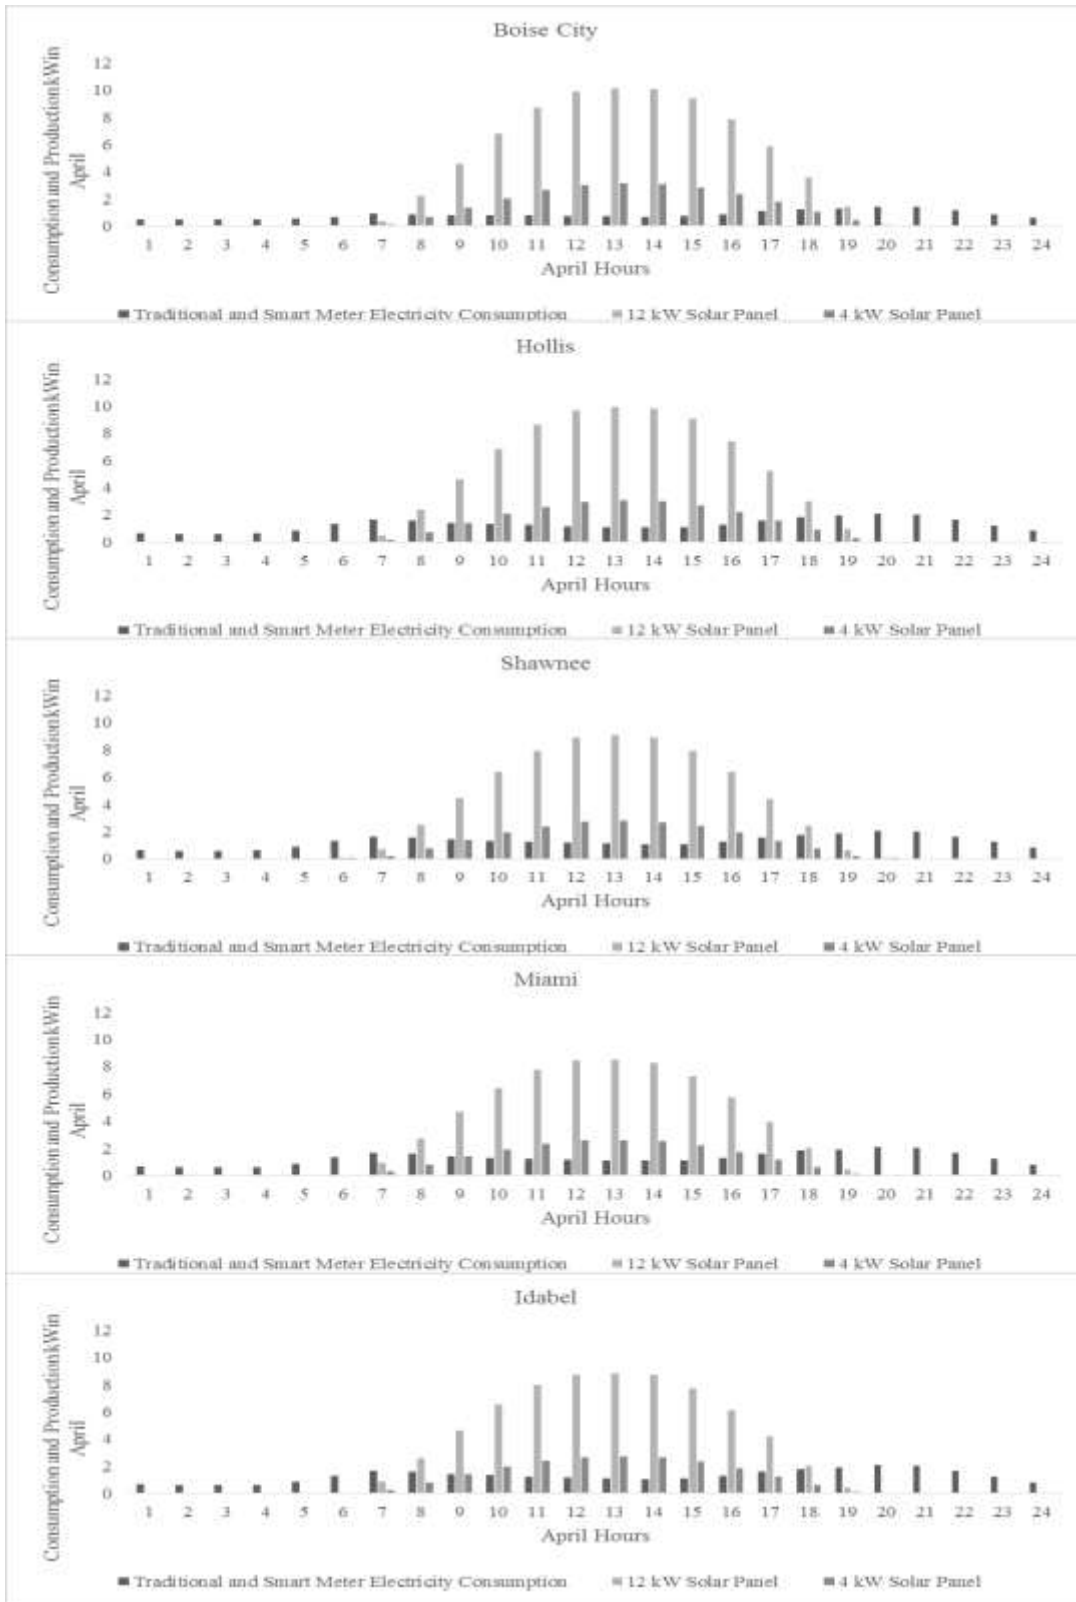 Boise City
Consumption and Production kW in
April
12
10
8
6
4
2
0
1 2 3 4 5 6 7 8 9 10 11 12 13 14 15 16 17 18 19 20 21 22 23 24
April Hours
Traditional and Smart Meter Electricity Consumption 12 kW Solar Panel 4 kW Solar Panel
Hollis
Consumption and Production kW in
April
12
10
8
6
4
2
0
1 2 3 4 5 6 7 8 9 10 11 12 13 14 15 16 17 18 19 20 21 22 23 24
April Hours
Traditional and Smart Meter Electricity Consumption 12 kW Solar Panel 4 kW Solar Panel
Shawnee
Consumption and Production kW in
April
12
10
8
6
4
2
0
1 2 3 4 5 6 7 8 9 10 11 12 13 14 15 16 17 18 19 20 21 22 23 24
April Hours
Traditional and Smart Meter Electricity Consumption 12 kW Solar Panel 4 kW Solar Panel
Miami
Consumption and Production kW in
April
12
10
8
6
4
2
0
1 2 3 4 5 6 7 8 9 10 11 12 13 14 15 16 17 18 19 20 21 22 23 24
April Hours
Traditional and Smart Meter Electricity Consumption 12 kW Solar Panel 4 kW Solar Panel
Idabel
Consumption and Production kW in
April
12
10
8
6
4
2
0
1 2 3 4 5 6 7 8 9 10 11 12 13 14 15 16 17 18 19 20 21 22 23 24
April Hours
Traditional and Smart Meter Electricity Consumption 12 kW Solar Panel 4 kW Solar Panel